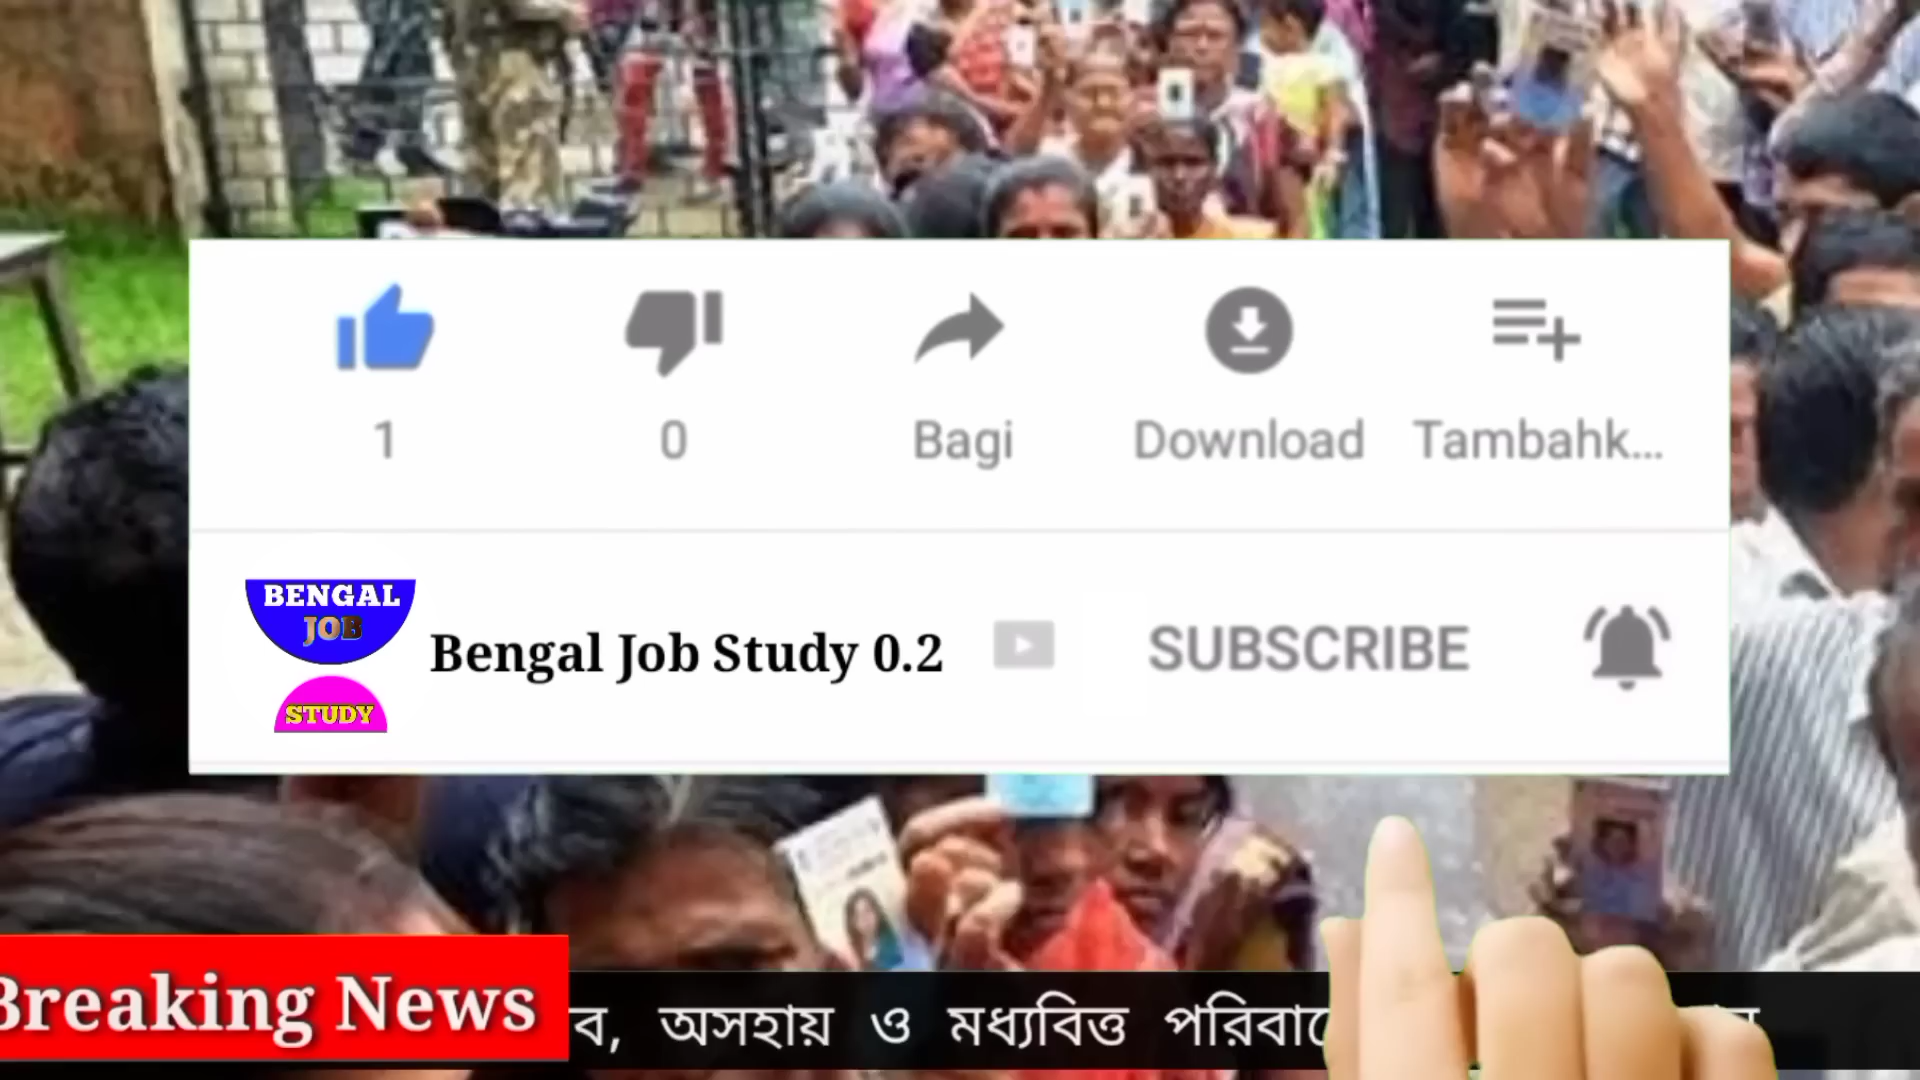 1
0
Bagi
Download
Tambahk...
BENGAL
JOB
STUDY
Bengal Job Study 0.2
SUBSCRIBE
Breaking News
অসহায় ও মধ্যবিত্ত